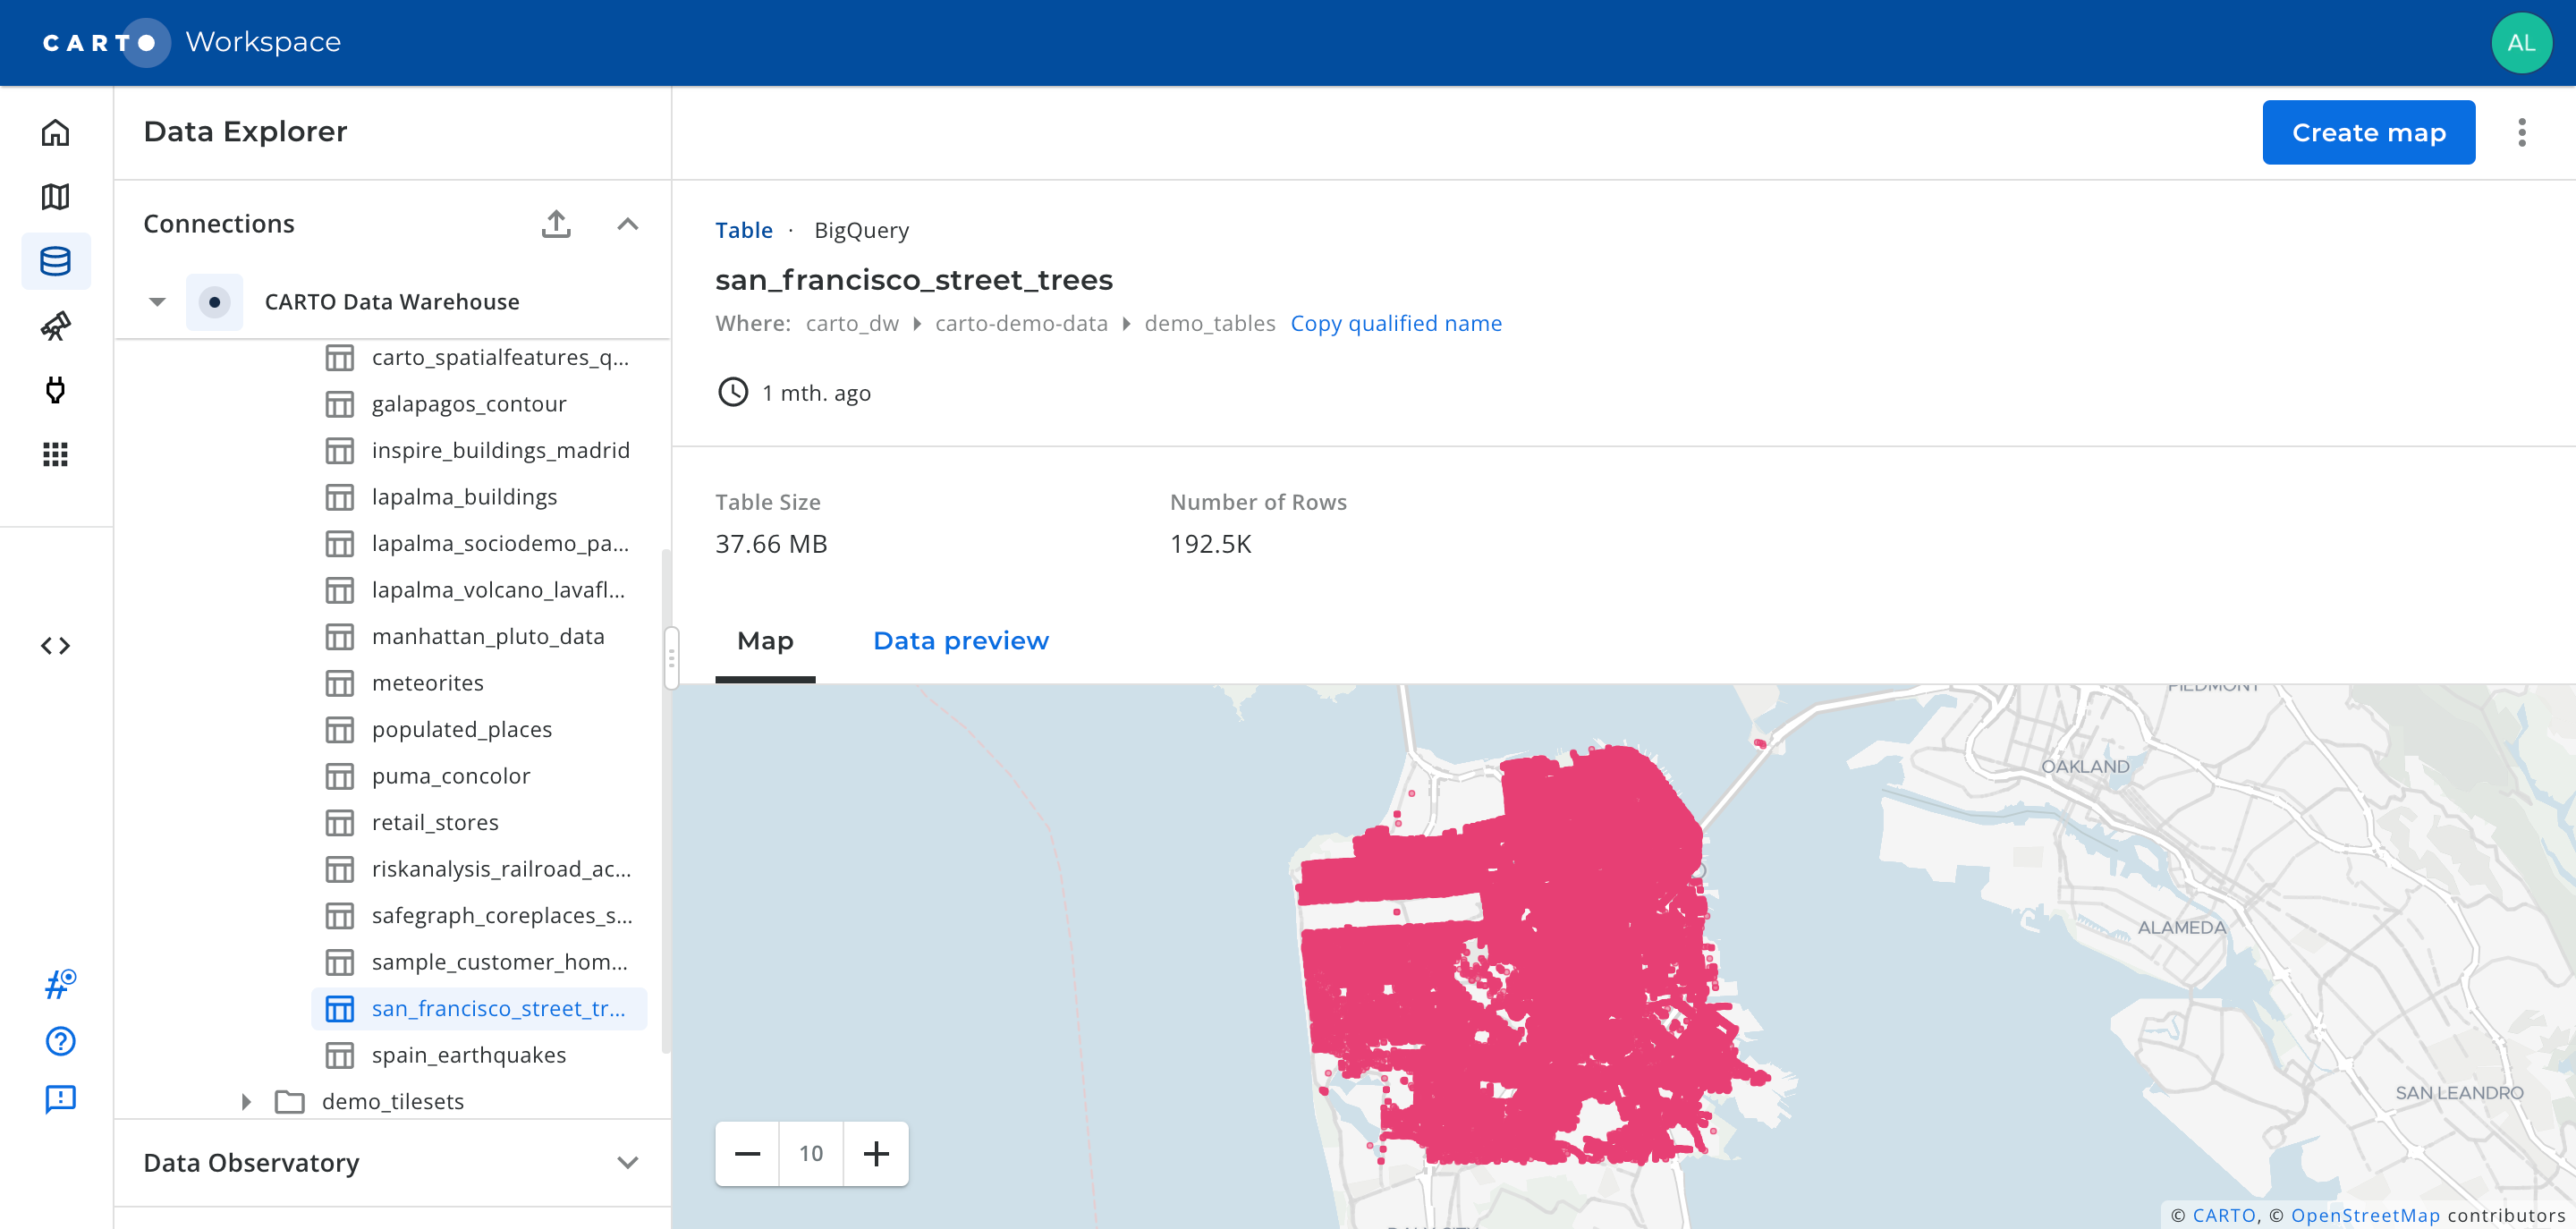 CARTO Workspace
AL
Data Explorer
Create map
Connections
CARTO Data Warehouse
carto_spatialfeatures_q...
galapagos_contour
inspire_buildings_madrid
lapalma_buildings
lapalma_sociodemo_pa...
lapalma_volcano_lavafl...
manhattan_pluto_data
meteorites
populated_places
puma_concolor
retail_stores
riskanalysis_railroad_ac...
safegraph_coreplaces_s...
sample_customer_hom...
san_francisco_street_tr...
spain_earthquakes
demo_tilesets
Data Observatory
Table · BigQuery
san_francisco_street_trees
Where: carto_dw carto-demo-data demo_tables Copy qualified name
1 mth. ago
Table Size
37.66 MB
Number of Rows
192.5K
Map
Data preview
PIEDMONT
OAKLAND
ALAMEDA
SAN LEANDRO
10
© CARTO, © OpenStreetMap contributors